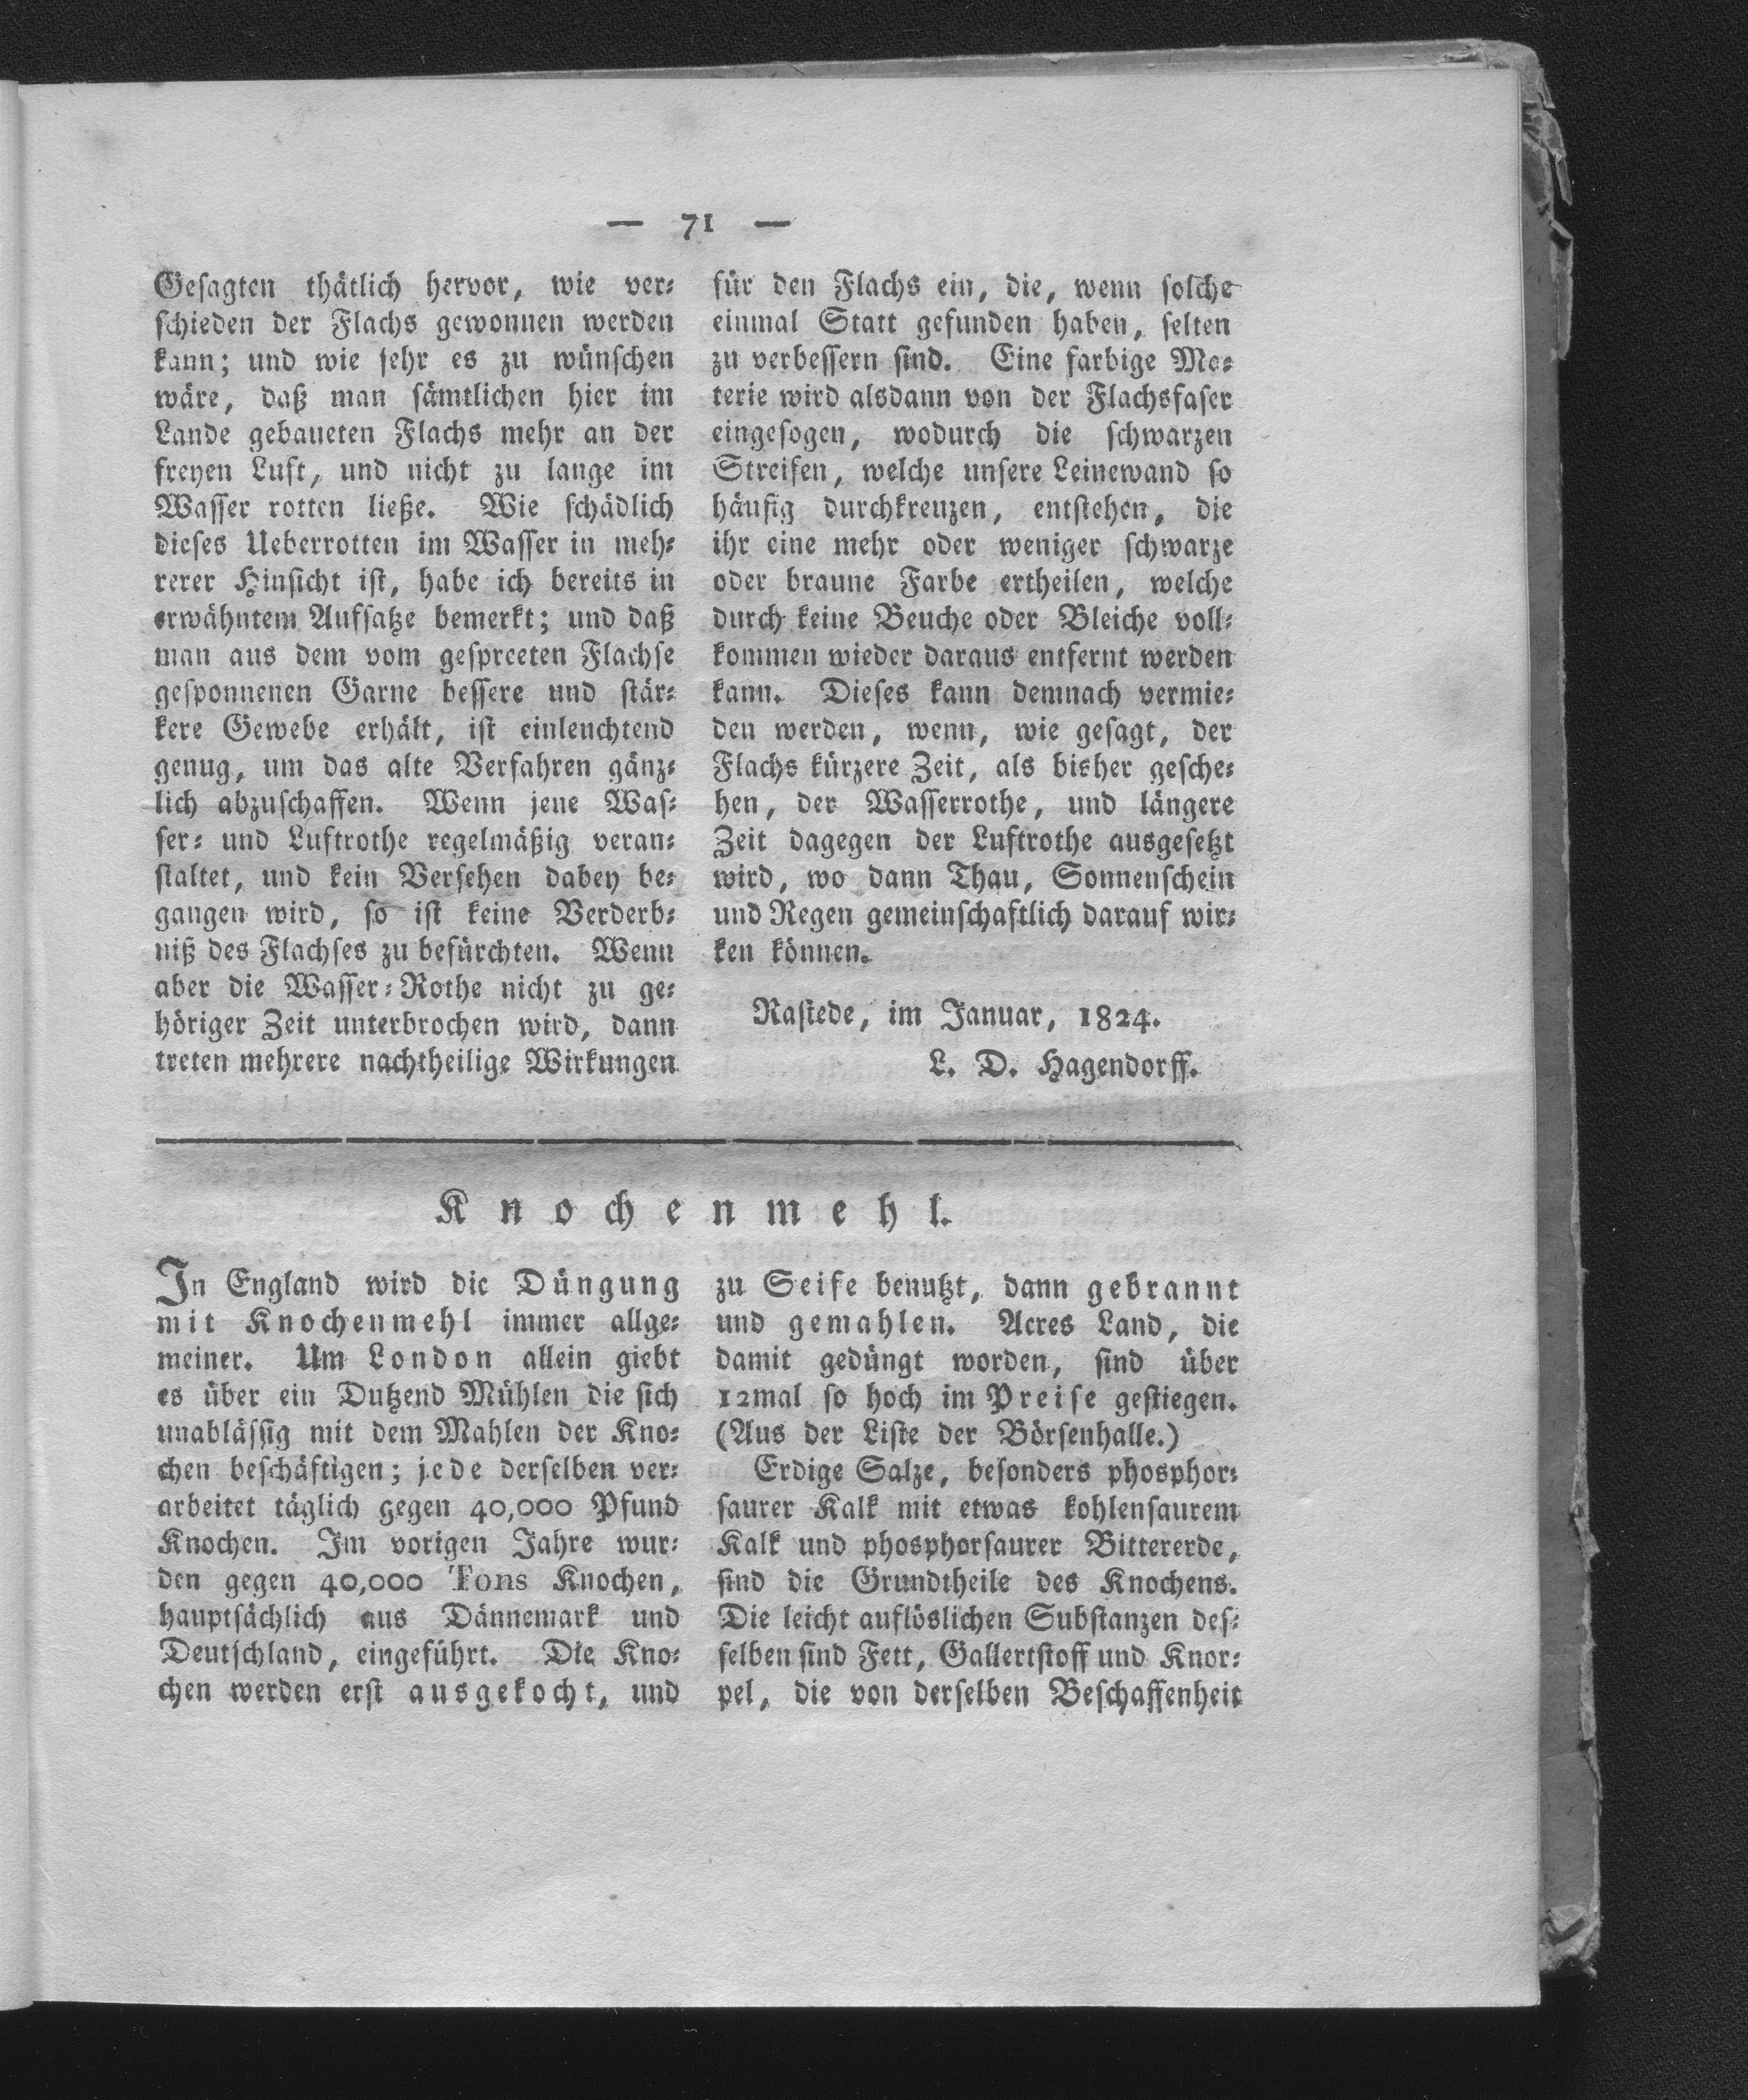 — 71 —
Gesagten thätlich hervor, wie ver-
schieden der Flachs gewonnen werden
kann; und wie sehr es zu wünschen
wäre, daß man sämtlichen hier im
Lande gebaueten Flachs mehr an der
freyen Luft, und nicht zu lange im
Wasser rotten ließe. Wie schädlich
dieses Ueberrotten im Wasser in meh-
rerer Hinsicht ist, habe ich bereits in
erwähntem Aufsatze bemerkt; und daß
man aus dem vom gespreeten Flachse
gesponnenen Garne bessere und stär-
kere Gewebe erhält, ist einleuchtend
genug, um das alte Verfahren gänz-
lich abzuschaffen. Wenn jene Was-
ser- und Luftrothe regelmäßig veran-
staltet, und kein Versehen dabey be-
gangen wird, so ist keine Verderb-
niß des Flachses zu befürchten. Wenn
aber die Wasser-Rothe nicht zu ge-
höriger Zeit unterbrochen wird, dann
treten mehrere nachtheilige Wirkungen
für den Flachs ein, die, wenn solche
einmal Statt gefunden haben, selten
zu verbessern sind. Eine farbige Ma-
terie wird alsdann von der Flachsfaser
eingesogen, wodurch die schwarzen
Streifen, welche unsere Leinewand so
häufig durchkreuzen, entstehen, die
ihr eine mehr oder weniger schwarze
oder braune Farbe ertheilen, welche
durch keine Beuche oder Bleiche voll-
kommen wieder daraus entfernt werden
kann. Dieses kann demnach vermie-
den werden, wenn, wie gesagt, der
Flachs kürzere Zeit, als bisher gesche-
hen, der Wasserrothe, und längere
Zeit dagegen der Luftrothe ausgesetzt
wird, wo dann Thau, Sonnenschein
und Regen gemeinschaftlich darauf wir-
ken können.
Rastede, im Januar, 1824.
L. D. Hagendorff.
Knochenmehl.
In England wird die Düngung
mit Knochenmehl immer allge-
meiner. Um London allein giebt
es über ein Dutzend Mühlen die sich
unablässig mit dem Mahlen der Kno-
chen beschäftigen; jede derselben ver-
arbeitet täglich gegen 40,000 Pfund
Knochen. Im vorigen Jahre wur-
den gegen 40,000 Tons Knochen,
hauptsächlich aus Dännemark und
Deutschland, eingeführt. Die Kno-
chen werden erst ausgekocht, und
zu Seife benutzt, dann gebrannt
und gemahlen. Acres Land, die
damit gedüngt worden, sind über
12mal so hoch im Preise gestiegen.
(Aus der Liste der Börsenhalle.)
Erdige Salze, besonders phosphor-
saurer Kalk mit etwas kohlensaurem
Kalk und phosphorsaurer Bittererde,
sind die Grundtheile des Knochens.
Die leicht auflöslichen Substanzen des-
selben sind Fett, Gallertstoff und Knor-
pel, die von derselben Beschaffenheit